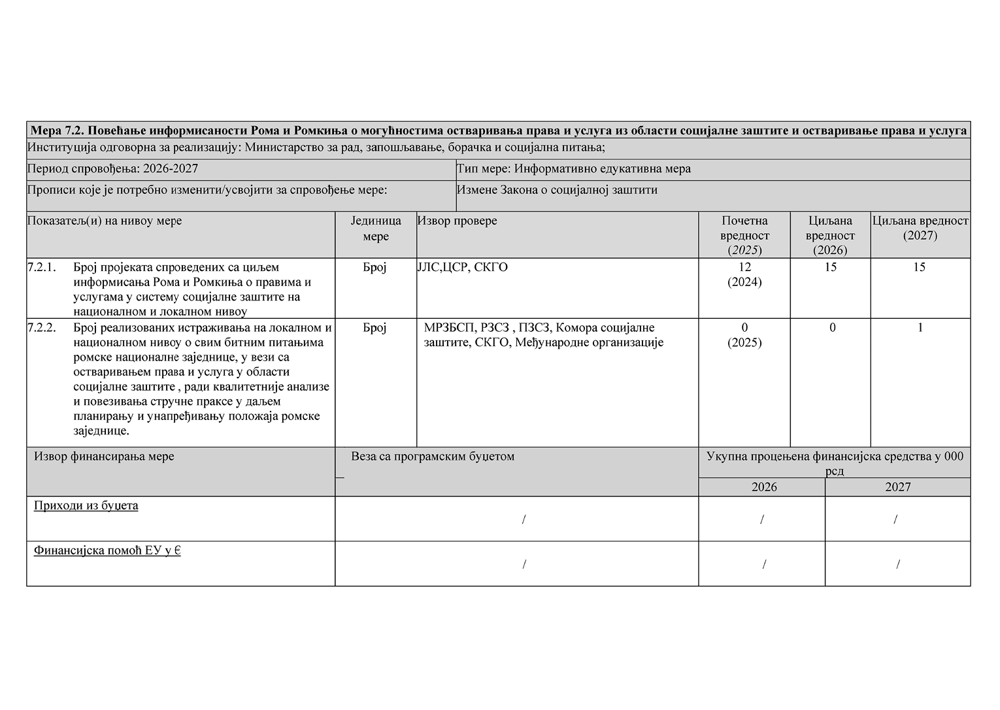 Мера 7.2. Повећање информисаности Рома и Ромкиња о могућностима остваривања права и услуга из области социјалне заштите и остваривање права и услуга
Институција одговорна за реализацију: Министарство за рад, запошљавање, борачка и социјална питања;
Период спровођења: 2026-2027
Тип мере: Информативно едукативна мера
Прописи које је потребно изменити/усвојити за спровођење мере:
Измене Закона о социјалној заштити
Показатељ(и) на нивоу мере
Јединица
мере
Извор провере
Почетна
вредност
(2025)
Циљана
вредност
(2026)
Циљана вредност
(2027)
7.2.1. Број пројеката спроведених са циљем
информисања Рома и Ромкиња о правима и
услугама у систему социјалне заштите на
националном и локалном нивоу
Број
ЈЛС,ЦСР, СКГО
12
(2024)
15
15
7.2.2. Број реализованих истраживања на локалном и
националном нивоу о свим битним питањима
ромске националне заједнице, у вези са
остваривањем права и услуга у области
социјалне заштите , ради квалитетније анализе
и повезивања стручне праксе у даљем
планирању и унапређивању положаја ромске
заједнице.
Број
МРЗБСП, РЗСЗ , ПЗСЗ, Комора социјалне
заштите, СКГО, Међународне организације
0
(2025)
0
1
Извор финансирања мере
Веза са програмским буџетом
Укупна процењена финансијска средства у 000
рсд
2026
2027
Приходи из буџета
/
/
/
Финансијска помоћ ЕУ у €
/
/
/